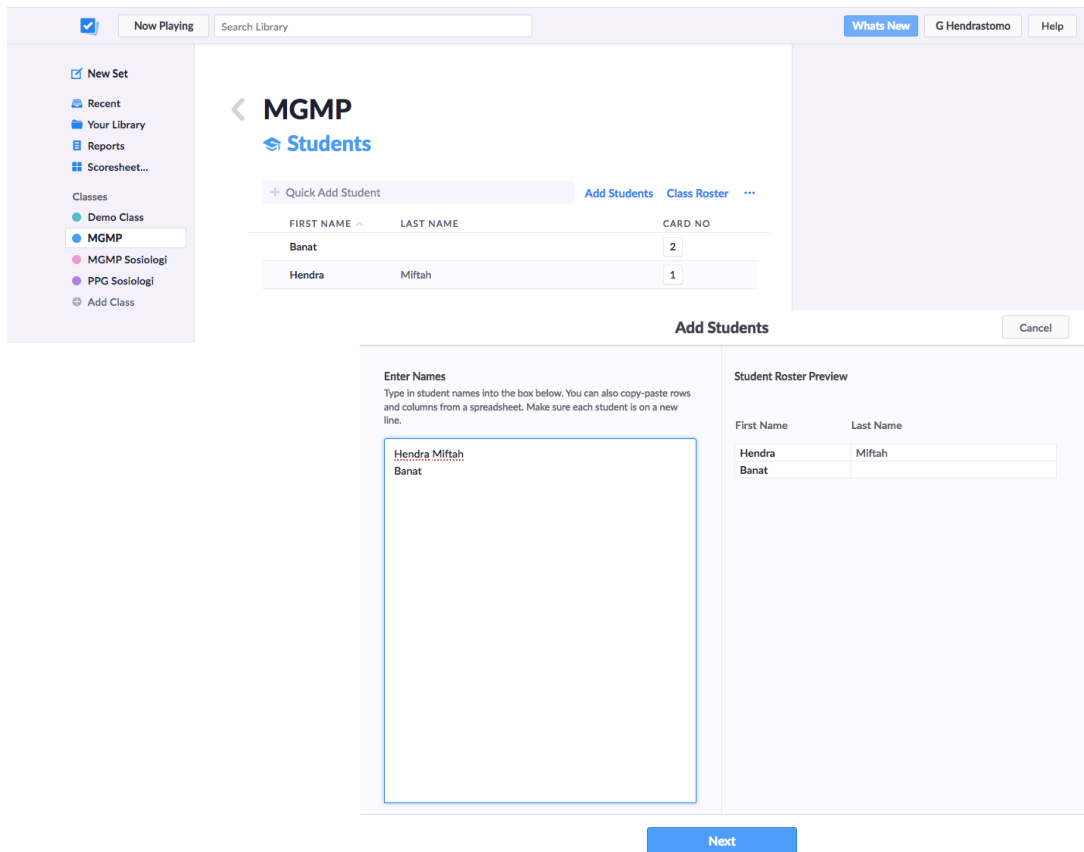 Now Playing
Search Library
Whats New
G Hendrastomo
Help
New Set
Recent
Your Library
Reports
Scoresheet...
Classes
Demo Class
MGMP
MGMP Sosiologi
PPG Sosiologi
Add Class
MGMP
Students
+ Quick Add Student
Add Students
Class Roster
...
FIRST NAME LAST NAME CARD NO
Banat 2
Hendra Miftah 1
Add Students
Cancel
Enter Names
Type in student names into the box below. You can also copy-paste rows
and columns from a spreadsheet. Make sure each student is on a new
line.
Hendra Miftah
Banat
Student Roster Preview
First Name Last Name
Hendra Miftah
Banat
Next